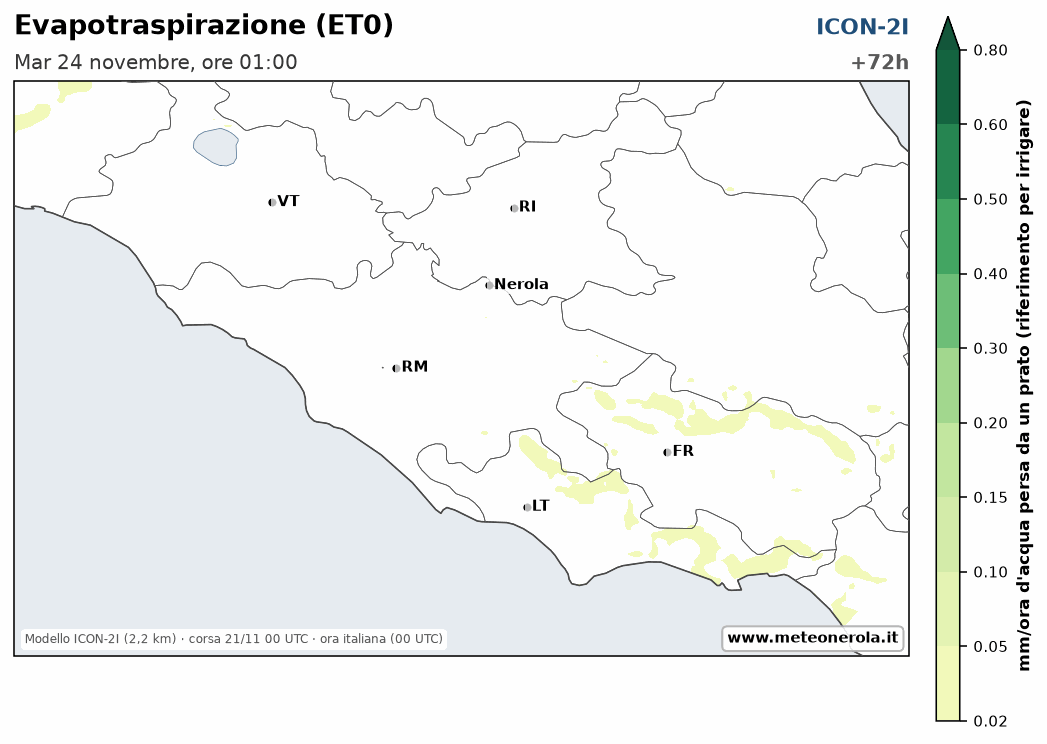 Evapotraspirazione (ET0)
ICON-2I
Mar 24 novembre, ore 01:00
+72h
VT
RI
Nerola
RM
FR
LT
Modello ICON-2I (2,2 km) · corsa 21/11 00 UTC · ora italiana (00 UTC)
www.meteonerola.it
0.80
0.60
0.50
0.40
0.30
0.20
0.15
0.10
0.05
0.02
mm/ora d'acqua persa da un prato (riferimento per irrigare)